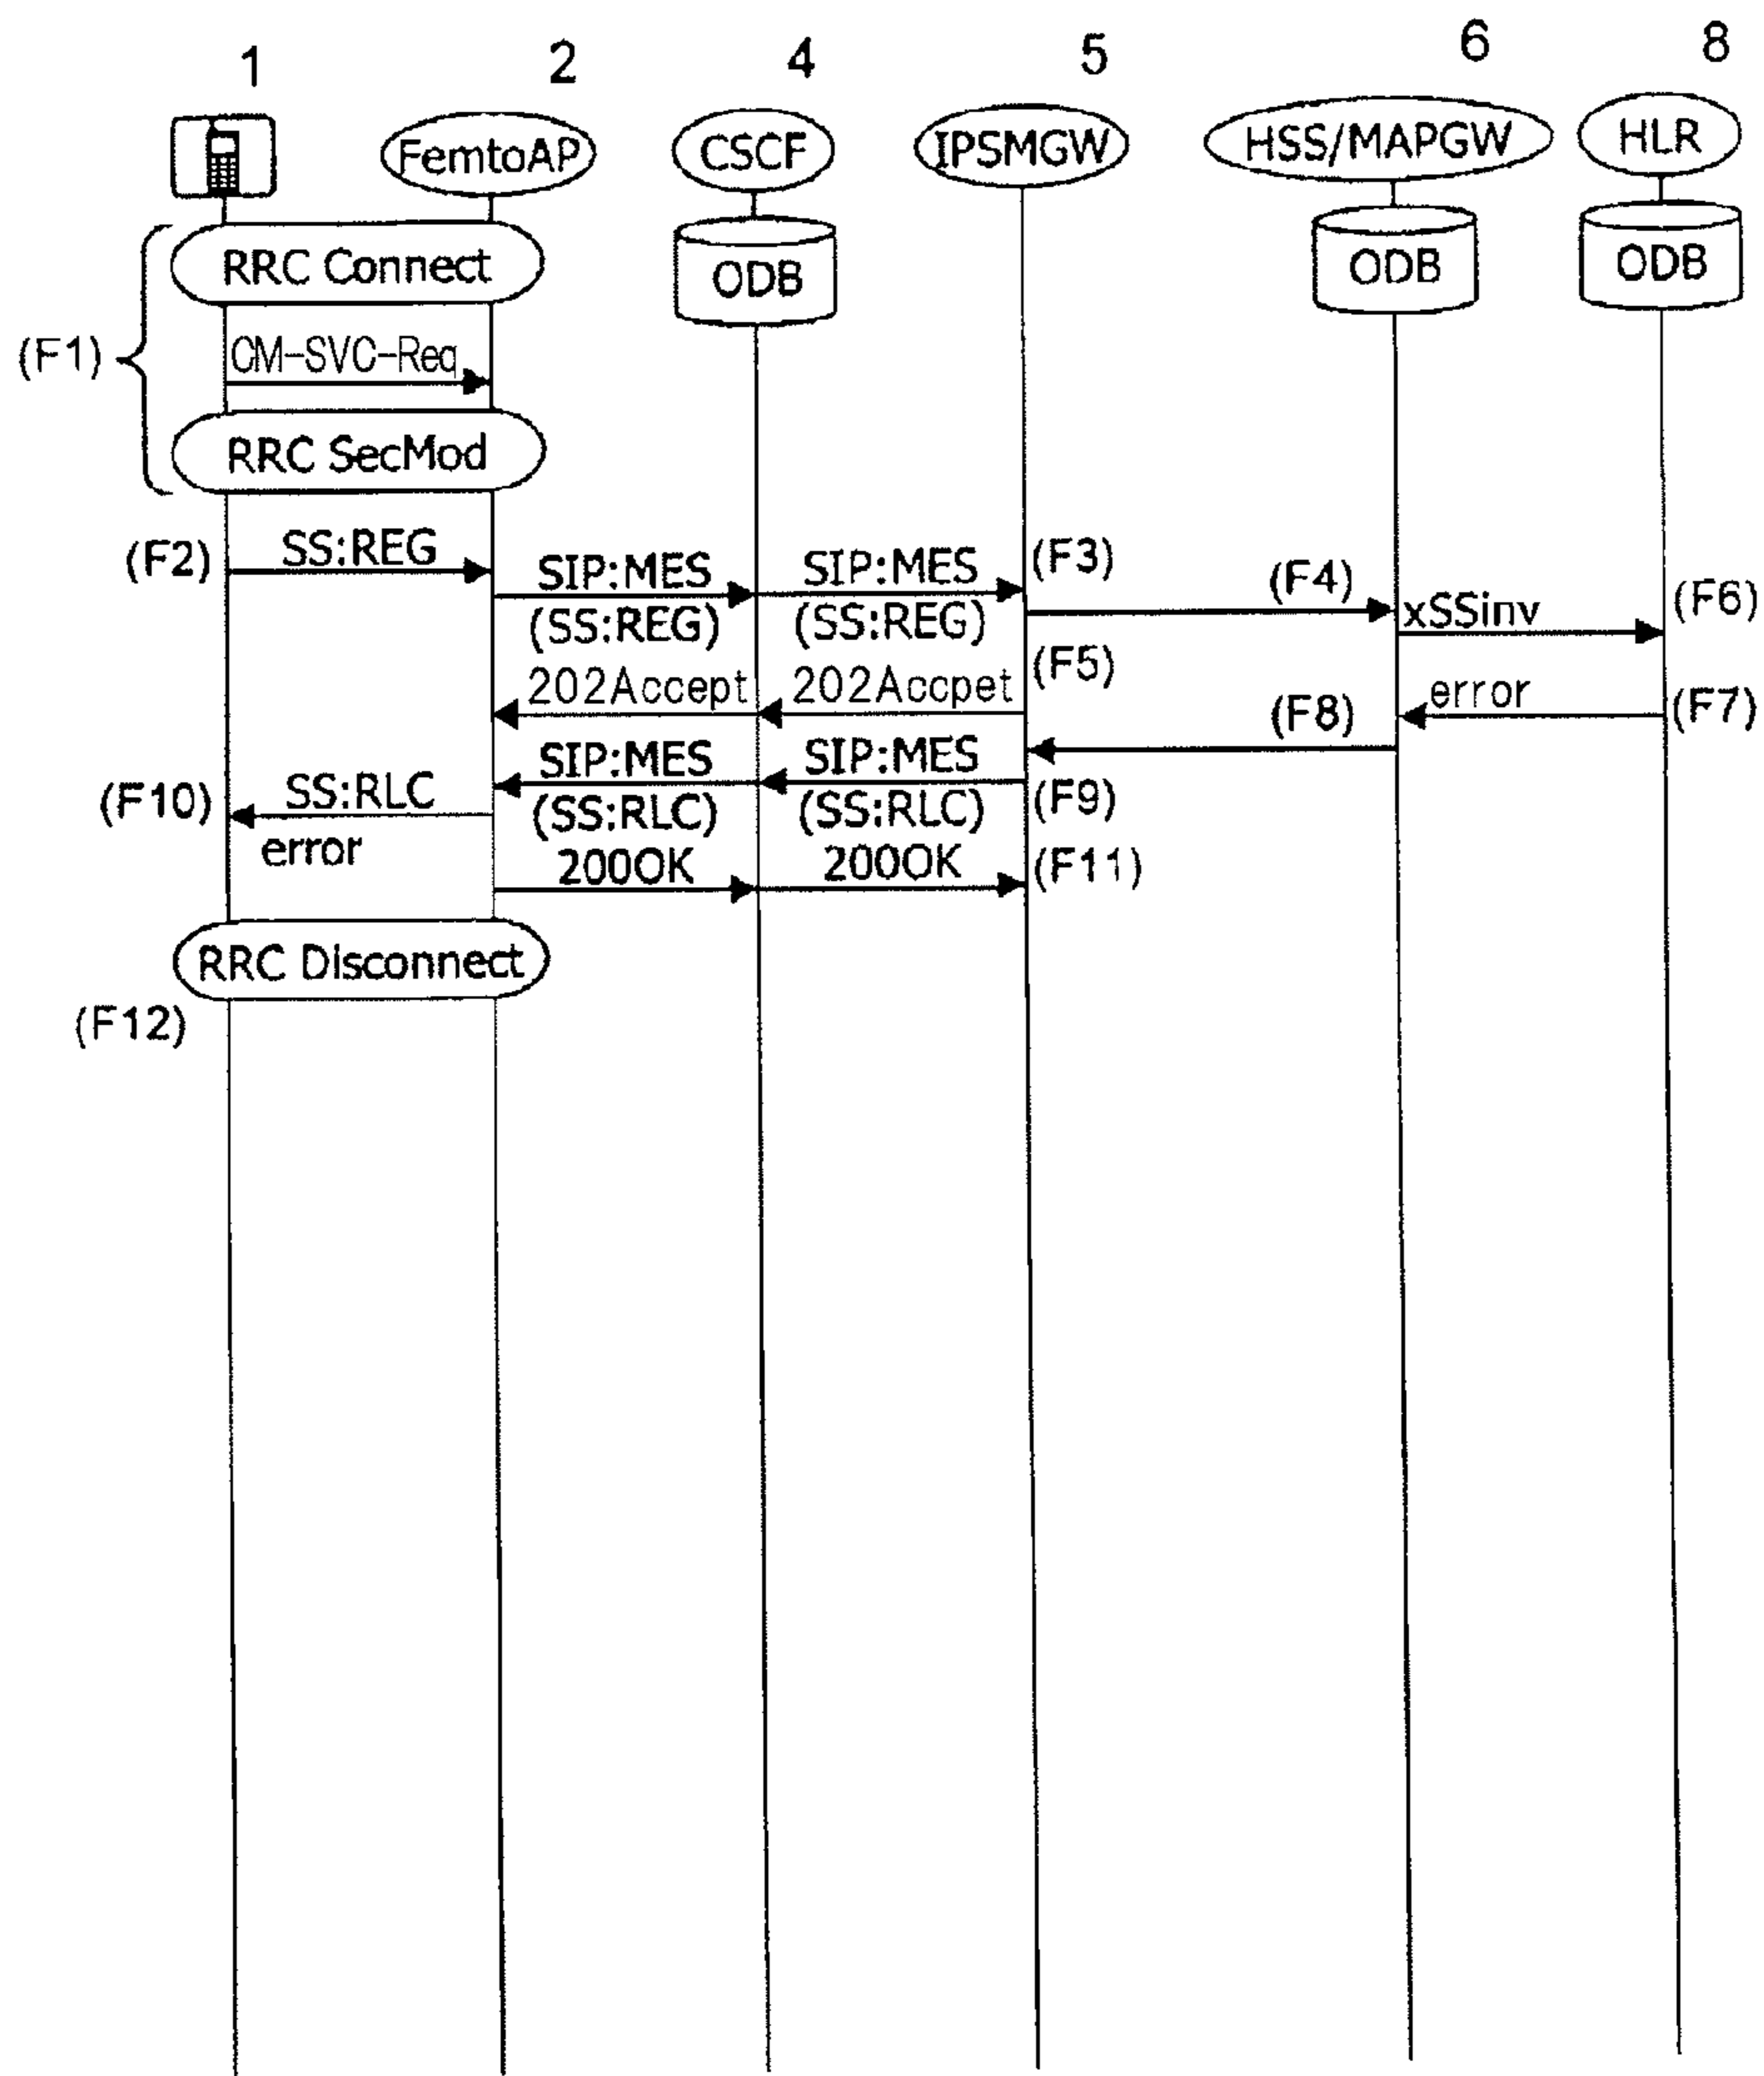 1 2 4 5 6 8
FemtoAP CSCF IPSMGW HSS/MAPGW HLR
ODB ODB ODB
RRC Connect
(F1)
CM-SVC-Req
RRC SecMod
(F2) SS:REG SIP:MES SIP:MES (F3) (F4)
(SS:REG) (SS:REG) xSSinv (F6)
202Accept 202Accpet (F5) error (F7)
(F8)
SIP:MES SIP:MES
(F10) SS:RLC (SS:RLC) (SS:RLC) (F9)
error 200OK 200OK (F11)
RRC Disconnect
(F12)